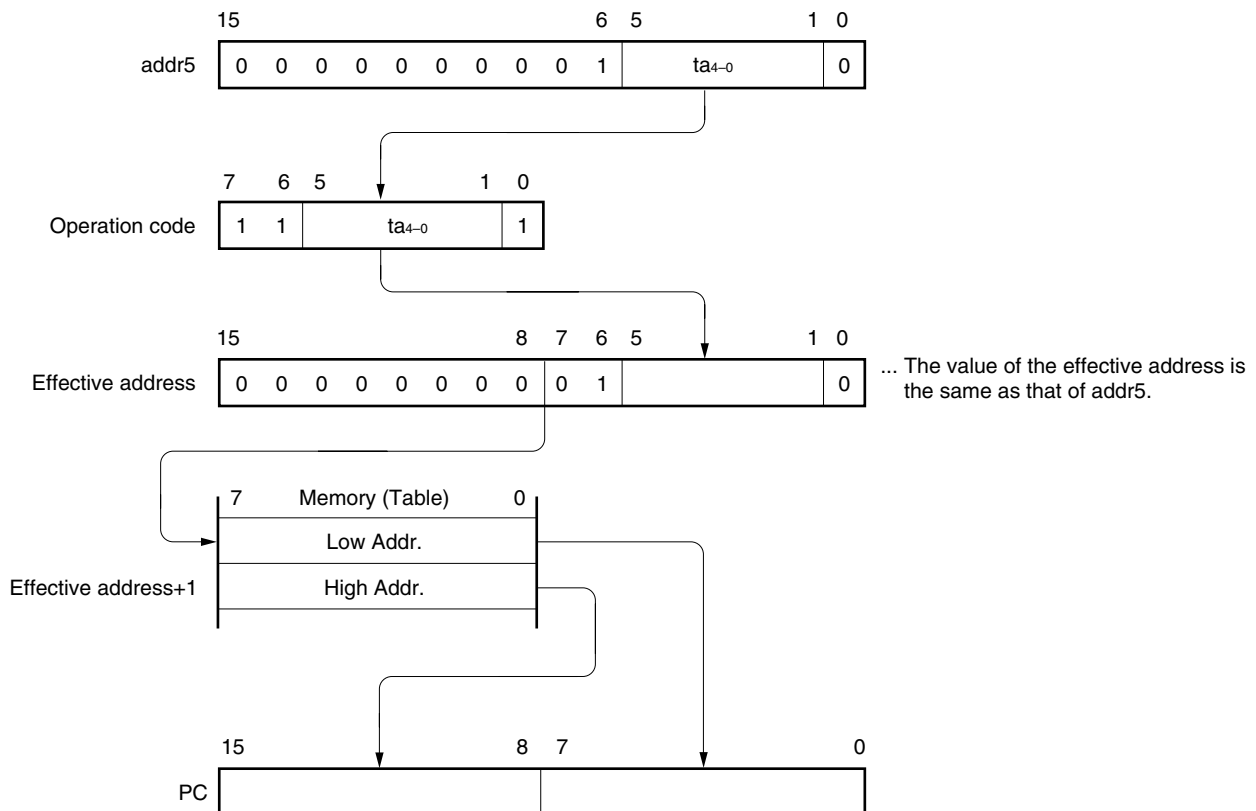 15 6 5 1 0
addr5 0 0 0 0 0 0 0 0 0 1 ta4–0 0
7 6 5 1 0
Operation code 1 1 ta4–0 1
15 8 7 6 5 1 0
Effective address 0 0 0 0 0 0 0 0 0 1 0 ... The value of the effective address is
the same as that of addr5.
7 Memory (Table) 0
Low Addr.
Effective address+1 High Addr.
15 8 7 0
PC